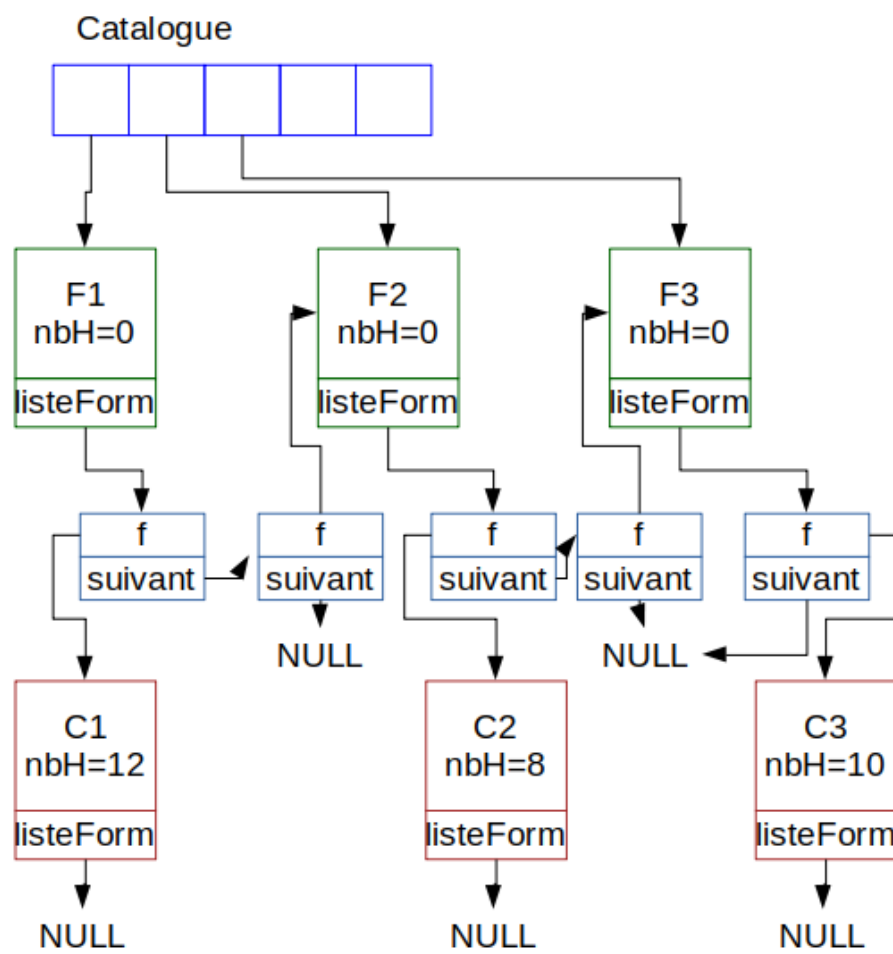 Catalogue
F1
nbH=0
listeForm
F2
nbH=0
listeForm
F3
nbH=0
listeForm
f
suivant
f
suivant
f
suivant
f
suivant
f
suivant
NULL
NULL
C1
nbH=12
listeForm
C2
nbH=8
listeForm
C3
nbH=10
listeForm
NULL
NULL
NULL